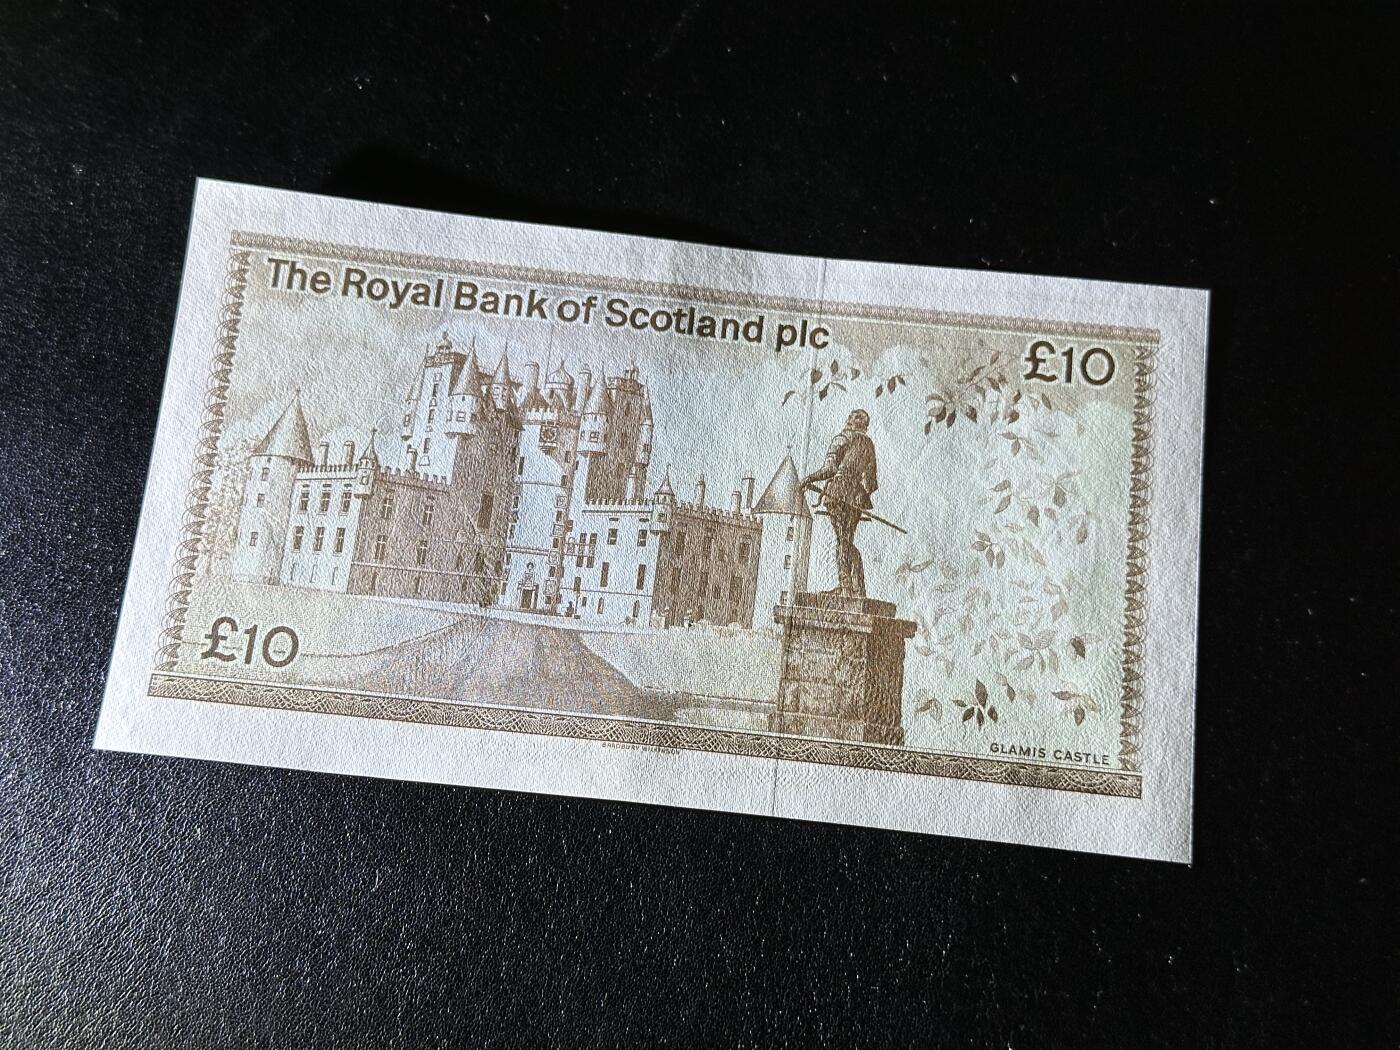 The Royal Bank of Scotland plc
£10
£10
GLAMIS CASTLE